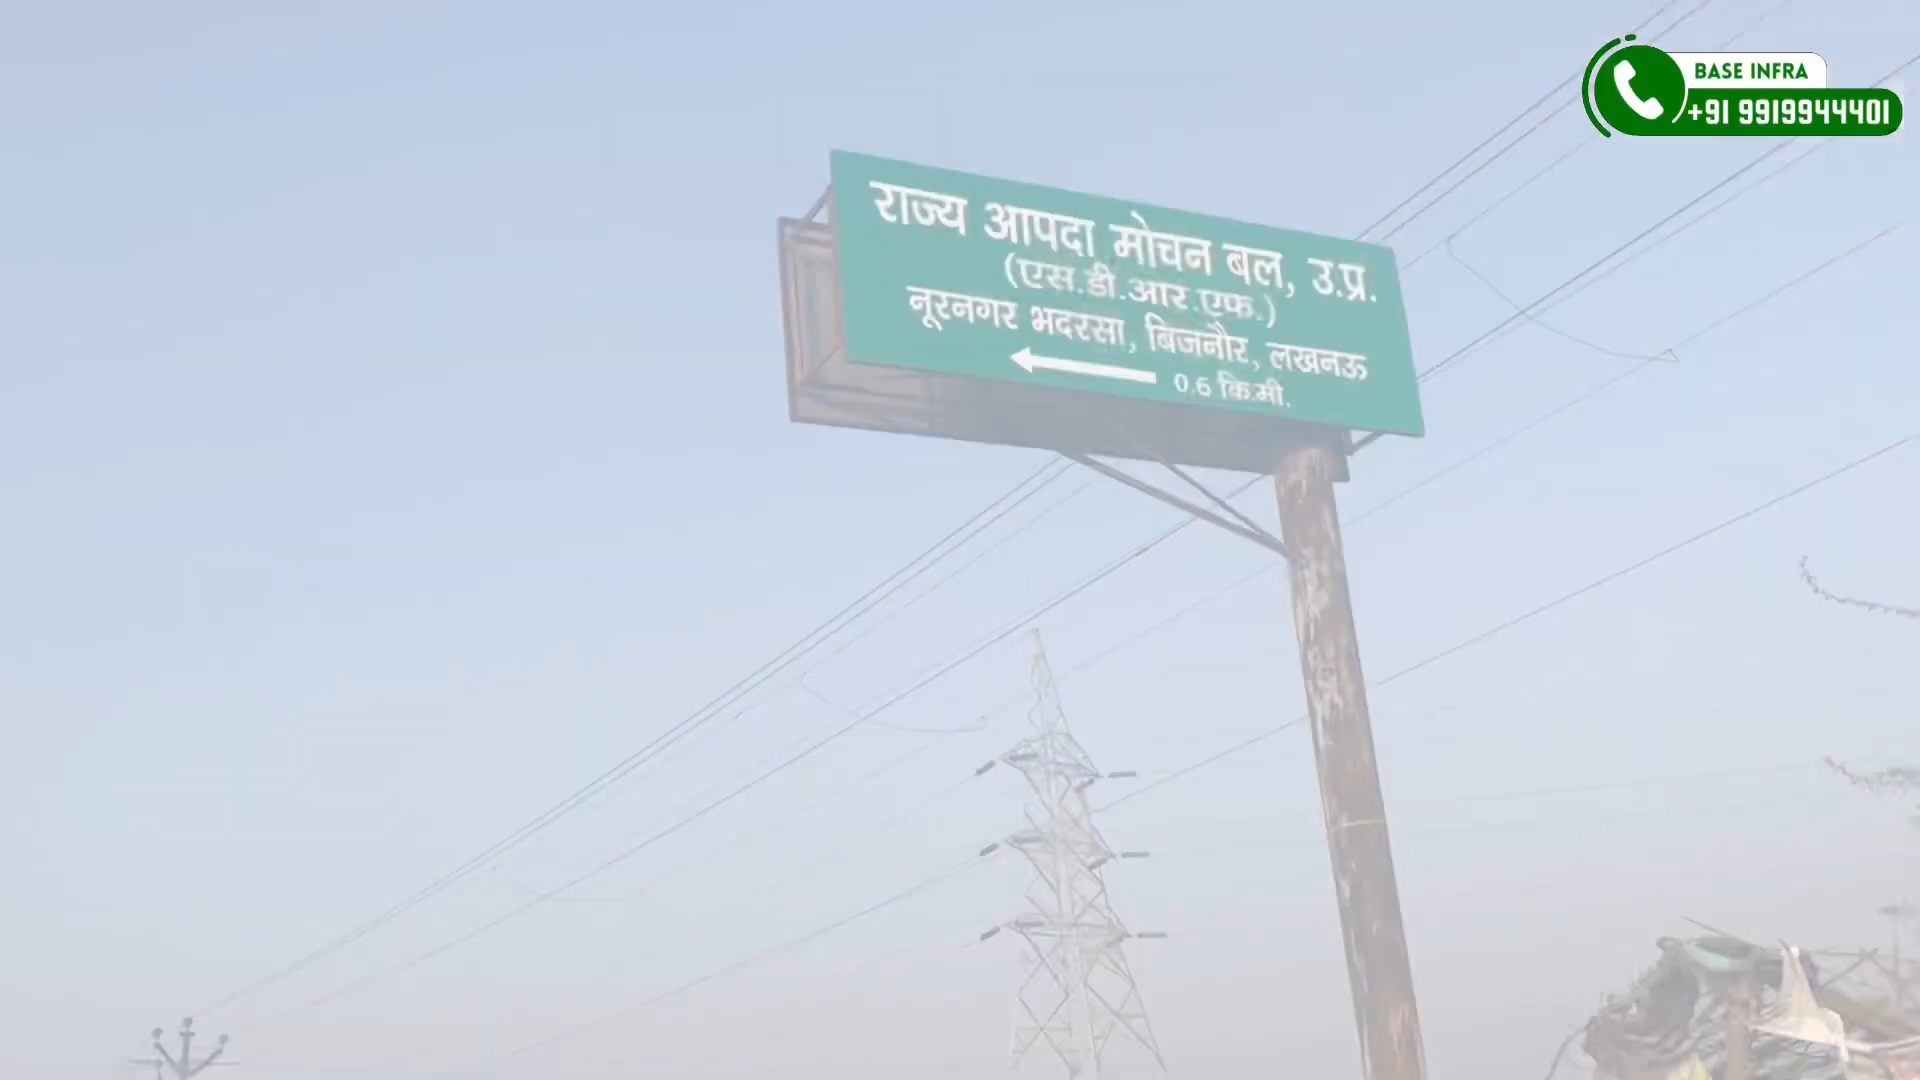 BASE INFRA
+91 9919944401
राज्य आपदा मोचन बल, उ.प्र.
(एस.डी.आर.एफ.)
नूरनगर भदरसा, बिजनौर, लखनऊ
0.6 कि.मी.